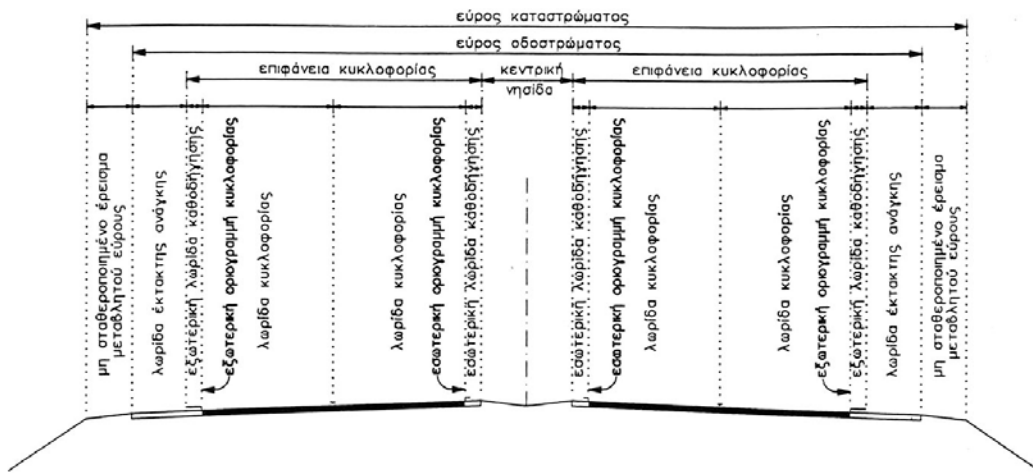 εύρος καταστρώματος
εύρος οδοστρώματος
επιφάνεια κυκλοφορίας
κεντρική
νησίδα
επιφάνεια κυκλοφορίας
μη σταθεροποιημένο έρεισμα
μεταβλητού εύρους
λωρίδα έκτακτης ανάγκης
εξωτερική λωρίδα καθοδήγησης
εξωτερική οριογραμμή κυκλοφορίας
λωρίδα κυκλοφορίας
λωρίδα κυκλοφορίας
εσωτερική οριογραμμή κυκλοφορίας
εσωτερική λωρίδα καθοδήγησης
εσωτερική λωρίδα καθοδήγησης
εσωτερική οριογραμμή κυκλοφορίας
λωρίδα κυκλοφορίας
λωρίδα κυκλοφορίας
εξωτερική οριογραμμή κυκλοφορίας
εξωτερική λωρίδα καθοδήγησης
λωρίδα έκτακτης ανάγκης
μη σταθεροποιημένο έρεισμα
μεταβλητού εύρους